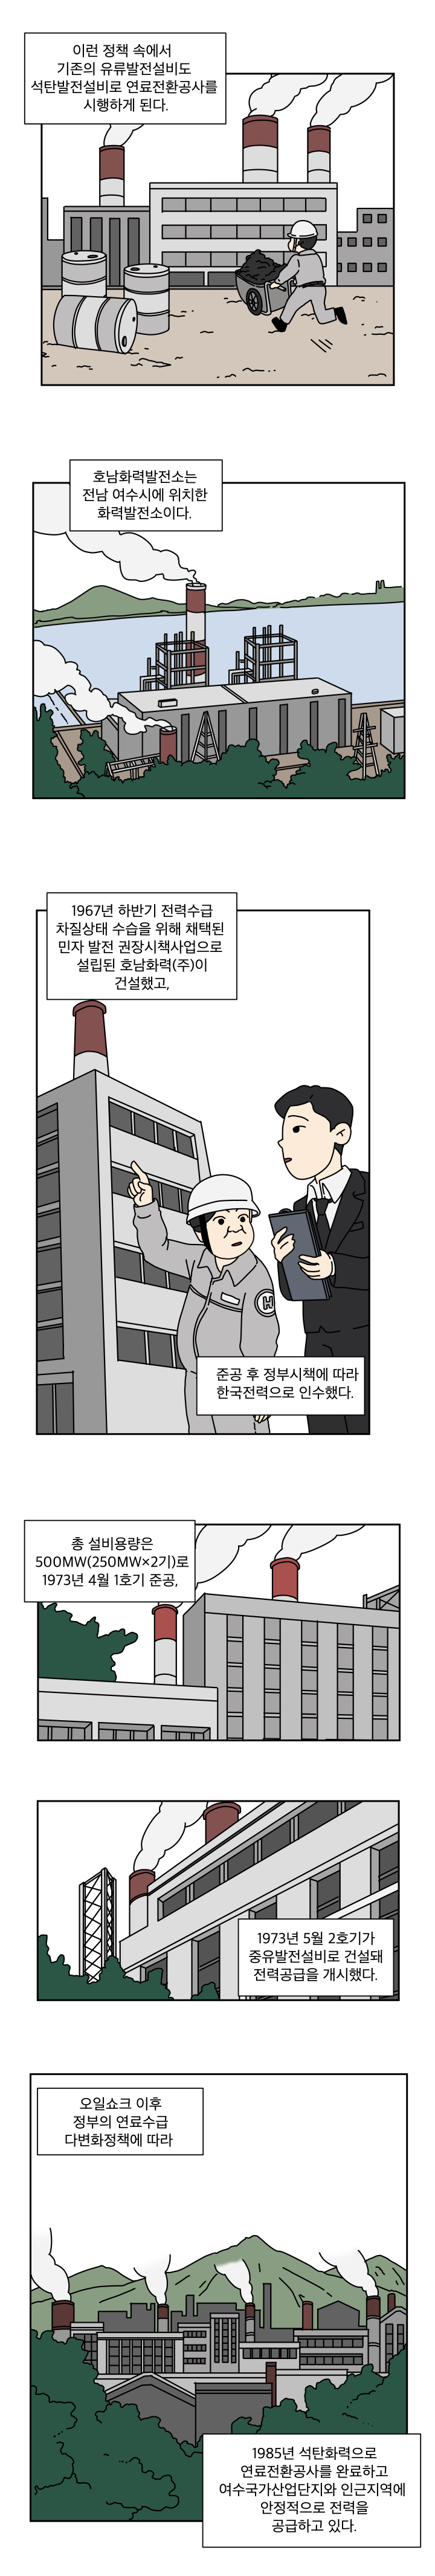 이런 정책 속에서
기존의 유류발전설비도
석탄발전설비로 연료전환공사를
시행하게 된다.
호남화력발전소는
전남 여수시에 위치한
화력발전소이다.
1967년 하반기 전력수급
차질상태 수습을 위해 채택된
민자 발전 권장시책사업으로
설립된 호남화력(주)이
건설했고,
H
준공 후 정부시책에 따라
한국전력으로 인수했다.
총 설비용량은
500MW(250MW×2기)로
1973년 4월 1호기 준공,
1973년 5월 2호기가
중유발전설비로 건설돼
전력공급을 개시했다.
오일쇼크 이후
정부의 연료수급
다변화정책에 따라
1985년 석탄화력으로
연료전환공사를 완료하고
여수국가산업단지와 인근지역에
안정적으로 전력을
공급하고 있다.